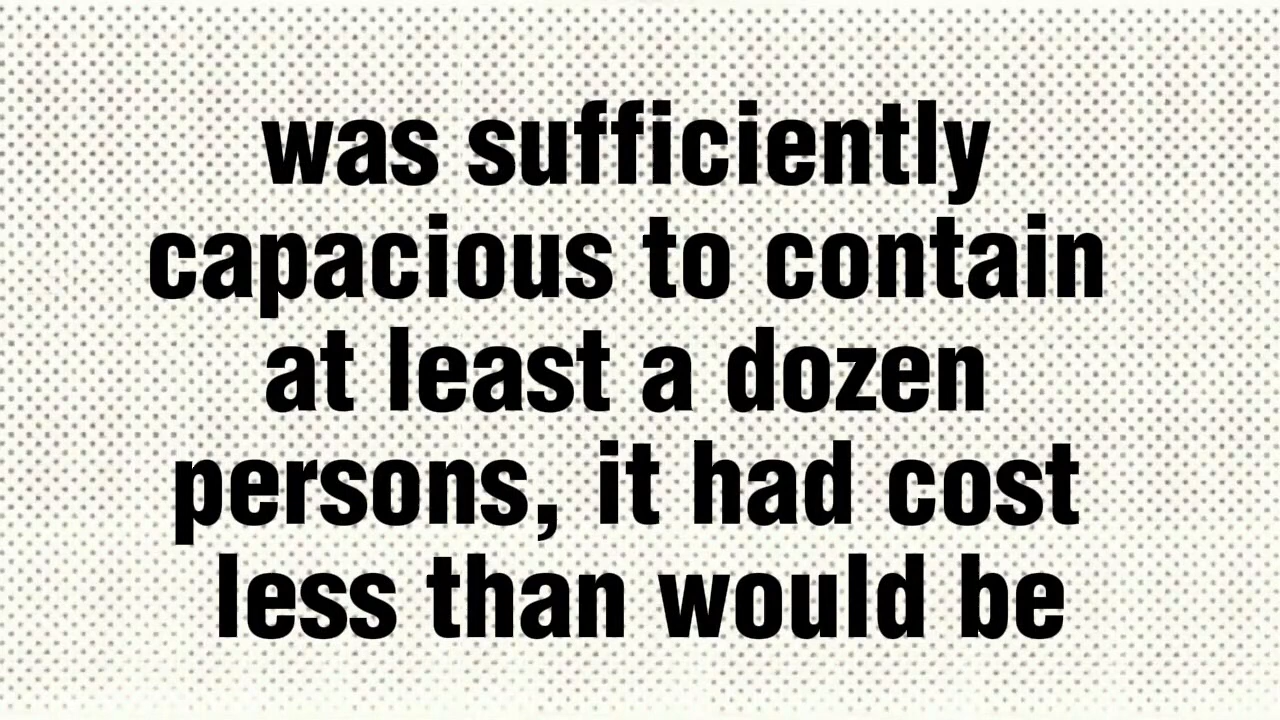 was sufficiently
capacious to contain
at least a dozen
persons, it had cost
less than would be